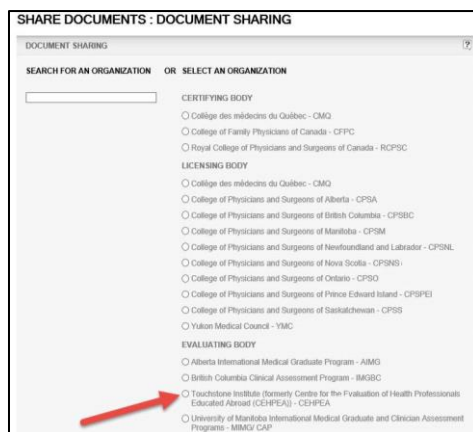 SHARE DOCUMENTS : DOCUMENT SHARING
DOCUMENT SHARING
?
SEARCH FOR AN ORGANIZATION OR SELECT AN ORGANIZATION
CERTIFYING BODY
Collège des médecins du Québec - CMQ
College of Family Physicians of Canada - CFPC
Royal College of Physicians and Surgeons of Canada - RCPSC
LICENSING BODY
Collège des médecins du Québec - CMQ
College of Physicians and Surgeons of Alberta - CPSA
College of Physicians and Surgeons of British Columbia - CPSBC
College of Physicians and Surgeons of Manitoba - CPSM
College of Physicians and Surgeons of Newfoundland and Labrador - CPSNL
College of Physicians and Surgeons of Nova Scotia - CPSNS
College of Physicians and Surgeons of Ontario - CPSO
College of Physicians and Surgeons of Prince Edward Island - CPSPEI
College of Physicians and Surgeons of Saskatchewan - CPSS
Yukon Medical Council - YMC
EVALUATING BODY
Alberta International Medical Graduate Program - AIMG
British Columbia Clinical Assessment Program - IMGBC
Touchstone Institute (formerly Centre for the Evaluation of Health Professionals
Educated Abroad (CEHPEA)) - CEHPEA
University of Manitoba International Medical Graduate and Clinician Assessment
Programs - MIMG/ CAP